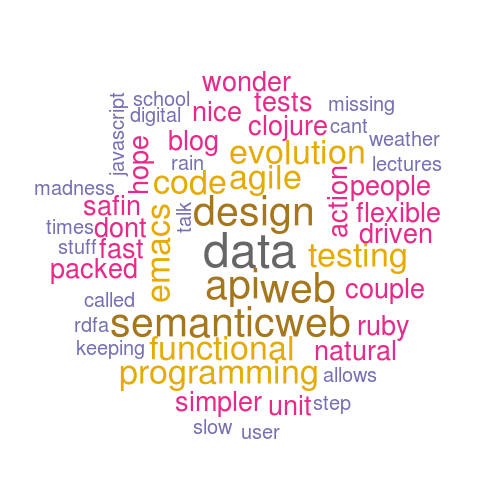 wonder
school
tests
missing
digital
nice
javascript
clojure
cant
blog
weather
evolution
rain
lectures
hope
code
agile
people
madness
action
safin
talk
design
flexible
times
dont
driven
emacs
stuff
fast
data
testing
packed
api
web
couple
called
semanticweb
rdfa
ruby
keeping
functional
natural
programming
allows
simpler
unit
step
slow
user